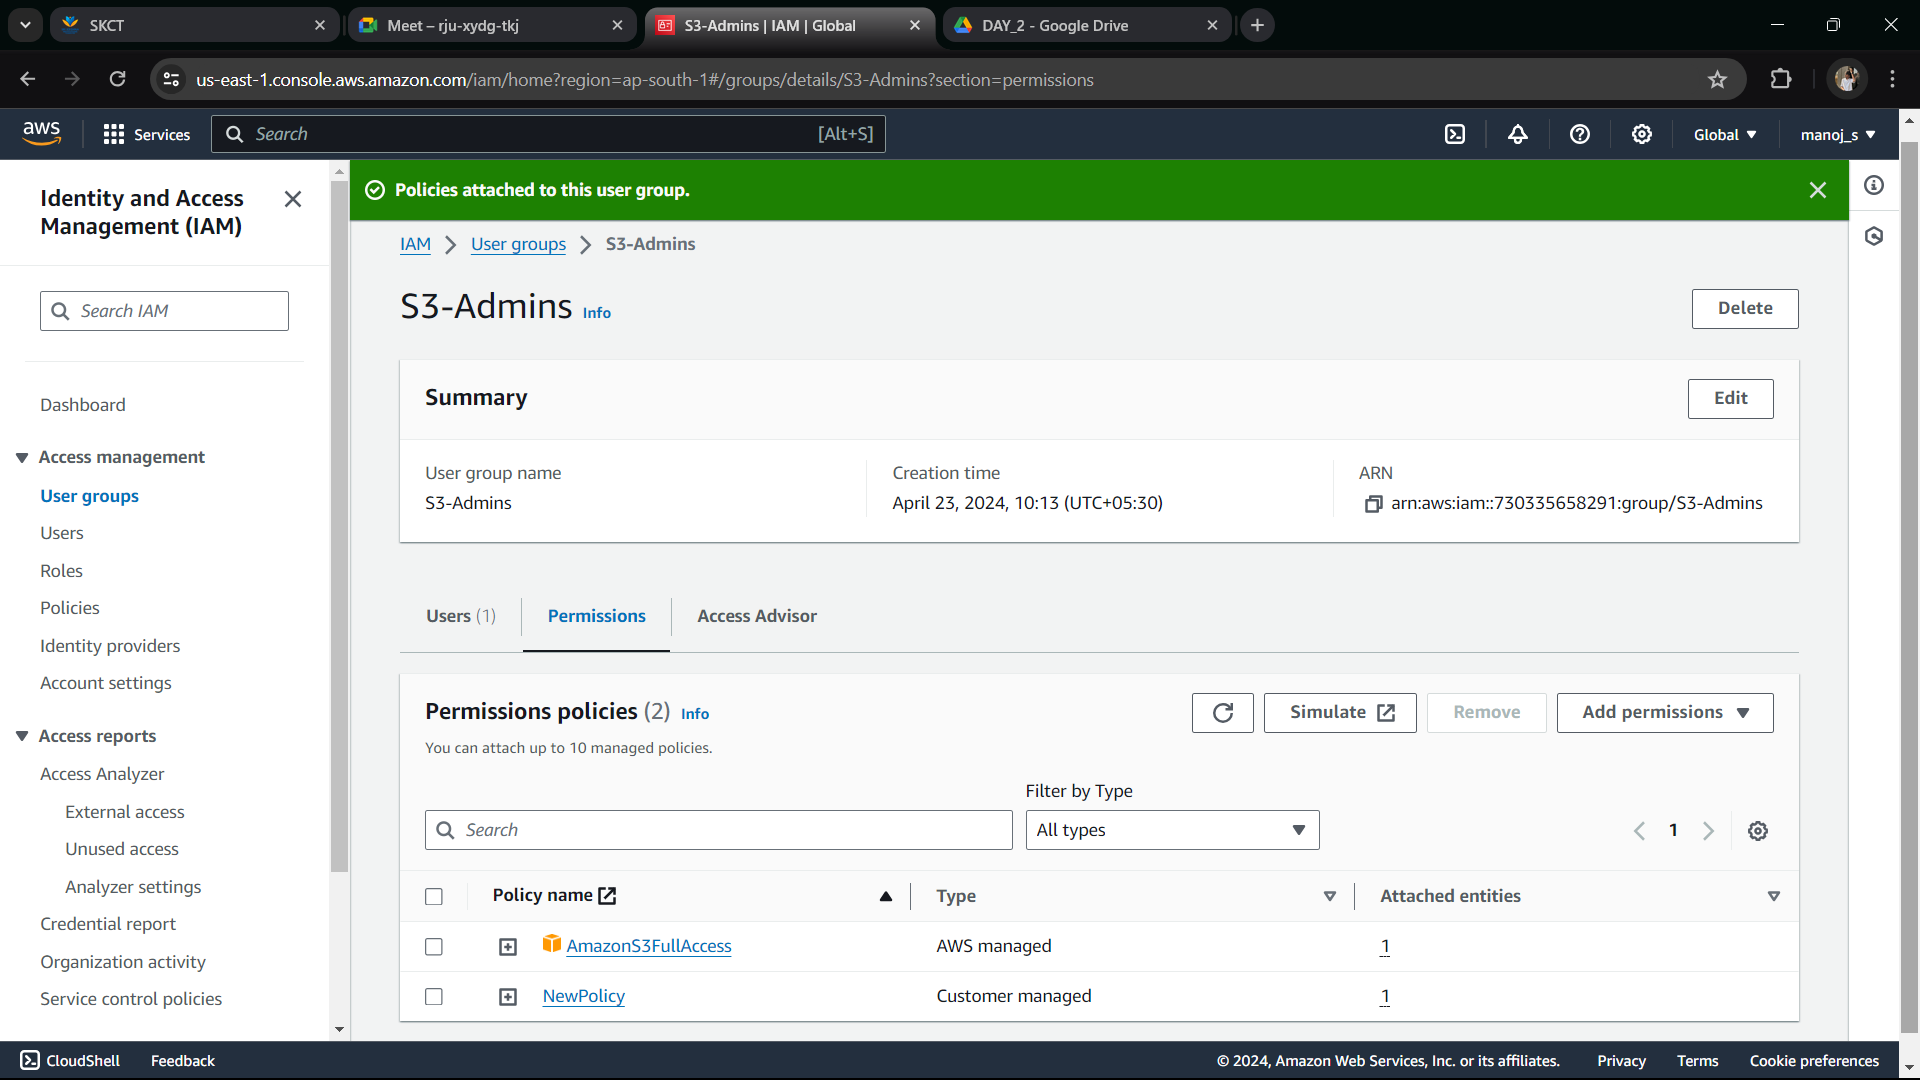 SKCT
Meet – rju-xydg-tkj
S3-Admins | IAM | Global
DAY_2 - Google Drive
us-east-1.console.aws.amazon.com/iam/home?region=ap-south-1#/groups/details/S3-Admins?section=permissions
aws
Services
Search
[Alt+S]
Global
manoj_s
Identity and Access
Management (IAM)
Search IAM
Dashboard
Access management
User groups
Users
Roles
Policies
Identity providers
Account settings
Access reports
Access Analyzer
External access
Unused access
Analyzer settings
Credential report
Organization activity
Service control policies
Policies attached to this user group.
IAM
User groups
S3-Admins
S3-Admins Info
Delete
Summary
Edit
User group name
S3-Admins
Creation time
April 23, 2024, 10:13 (UTC+05:30)
ARN
arn:aws:iam::730335658291:group/S3-Admins
Users (1)
Permissions
Access Advisor
Permissions policies (2) Info
You can attach up to 10 managed policies.
Simulate
Remove
Add permissions
Filter by Type
Search
All types
1
Policy name
Type
Attached entities
AmazonS3FullAccess
AWS managed
1
NewPolicy
Customer managed
1
CloudShell
Feedback
© 2024, Amazon Web Services, Inc. or its affiliates.
Privacy
Terms
Cookie preferences